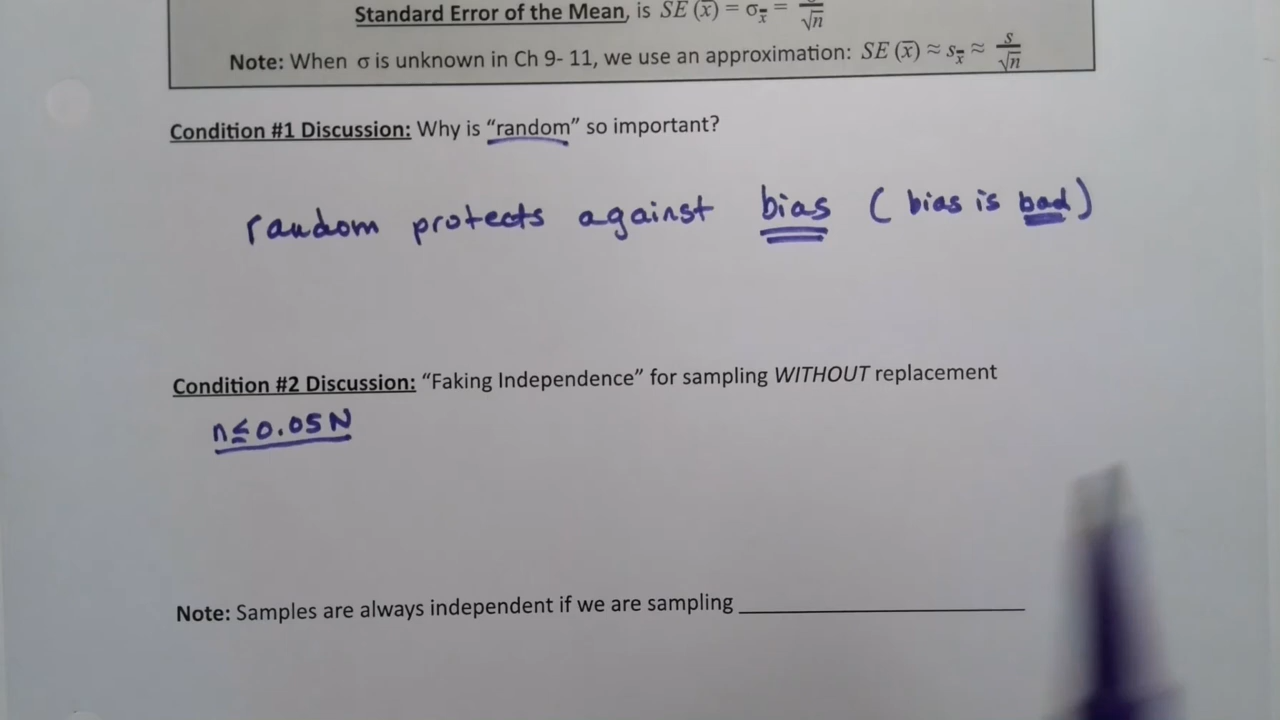 Standard Error of the Mean, is SE (x̄) = σx̄ = σ/√n
Note: When σ is unknown in Ch 9- 11, we use an approximation: SE (x̄) ≈ sx̄ ≈ s/√n
Condition #1 Discussion: Why is “random” so important?
random protects against bias ( bias is bad )
Condition #2 Discussion: “Faking Independence” for sampling WITHOUT replacement
n ≤ 0.05 N
Note: Samples are always independent if we are sampling ____________________